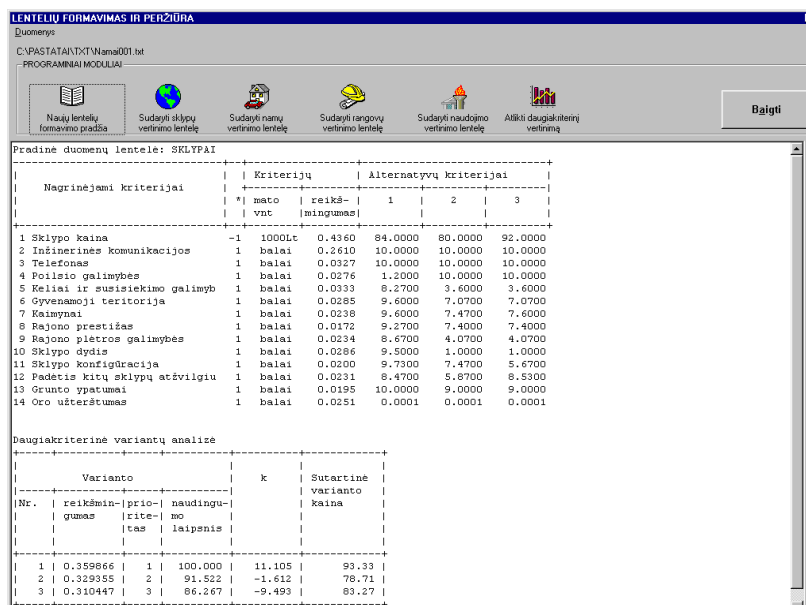 LENTELIŲ FORMAVIMAS IR PERŽIŪRA
Duomenys
C:\PASTATAI\TXT\Namai001.txt
PROGRAMINIAI MODULIAI
Naujų lentelių formavimo pradžia
Sudaryti sklypų vertinimo lentelę
Sudaryti namų vertinimo lentelę
Sudaryti rangovų vertinimo lentelę
Sudaryti naudojimo vertinimo lentelę
Atlikti daugiakriterinį vertinimą
Baigti
Pradinė duomenų lentelė: SKLYPAI
Nagrinėjami kriterijai | * | Kriterijų | Alternatyvų kriterijai
mato vnt | reikš-mingumas | 1 | 2 | 3
1 Sklypo kaina -1 1000Lt 0.4360 84.0000 80.0000 92.0000
2 Inžinerinės komunikacijos 1 balai 0.2610 10.0000 10.0000 10.0000
3 Telefonas 1 balai 0.0327 10.0000 10.0000 10.0000
4 Poilsio galimybės 1 balai 0.0276 1.2000 10.0000 10.0000
5 Keliai ir susisiekimo galimyb 1 balai 0.0333 8.2700 3.6000 3.6000
6 Gyvenamoji teritorija 1 balai 0.0285 9.6000 7.0700 7.0700
7 Kaimynai 1 balai 0.0238 9.6000 7.4700 7.6000
8 Rajono prestižas 1 balai 0.0172 9.2700 7.4000 7.4000
9 Rajono plėtros galimybės 1 balai 0.0234 8.6700 4.0700 4.0700
10 Sklypo dydis 1 balai 0.0286 9.5000 1.0000 1.0000
11 Sklypo konfigūracija 1 balai 0.0200 9.7300 7.4700 5.6700
12 Padėtis kitų sklypų atžvilgiu 1 balai 0.0231 8.4700 5.8700 8.5300
13 Grunto ypatumai 1 balai 0.0195 10.0000 9.0000 9.0000
14 Oro užterštumas 1 balai 0.0251 0.0001 0.0001 0.0001
Daugiakriterinė variantų analizė
Varianto | k | Sutartinė varianto kaina
Nr. | reikšmin-gumas | prio-rite-tas | naudingu-mo laipsnis
1 | 0.359866 | 1 | 100.000 | 11.105 | 93.33
2 | 0.329355 | 2 | 91.522 | -1.612 | 78.71
3 | 0.310447 | 3 | 86.267 | -9.493 | 83.27